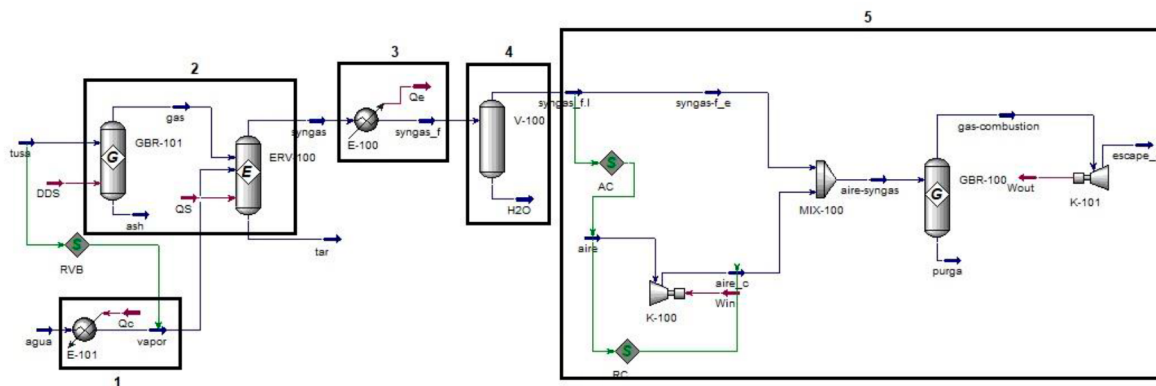 5
2
3
4
gas
Qe
syngas_f.l
syngas-f_e
tusa
G
GBR-101
syngas
E-100
syngas_f
V-100
gas-combustion
escape_
E
ERV-100
DDS
QS
S
AC
MIX-100
aire-syngas
G
GBR-100
Wout
K-101
ash
H2O
S
RVB
tar
aire
purga
aire_c
Win
K-100
Qc
agua
E-101
vapor
S
RC
1